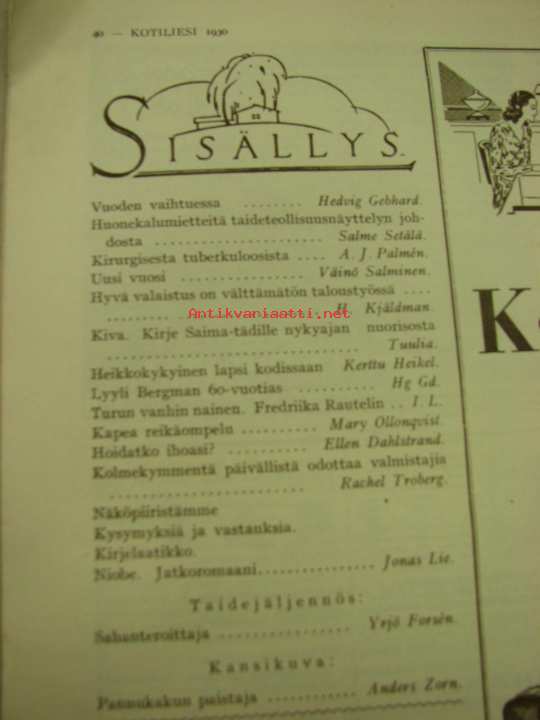 40 — KOTILIESI 1930
SISÄLLYS.
Vuoden vaihtuessa ........ Hedvig Gebhard.
Huonekalumietteitä taideteollisuusnäyttelyn joh-
dosta .................... Salme Setälä.
Kirurgisesta tuberkuloosista .... A. J. Palmén.
Uusi vuosi ............... Väinö Salminen.
Hyvä valaistus on välttämätön taloustyössä ....
........ H. Kjäldman.
Antikvariaatti.net
Kiva. Kirje Saima-tädille nykyajan nuorisosta
.............................. Tuulia.
Heikkokykyinen lapsi kodissaan Kerttu Heikel.
Lyyli Bergman 60-vuotias .......... Hg Gd.
Turun vanhin nainen. Fredriika Rautelin .. I. L.
Kapea reikäompelu .......... Mary Ollonqvist.
Hoidatko ihoasi? .......... Ellen Dahlstrand.
Kolmekymmentä päivällistä odottaa valmistajia
........................ Rachel Troberg.
Näköpiiristämme
Kysymyksiä ja vastauksia.
Kirjelaatikko.
Niobe. Jatkoromaani............... Jonas Lie.
Taidejäljennös:
Sahanteroittaja ................ Yrjö Forsén.
Kansikuva:
Pannukakun paistaja .......... Anders Zorn.